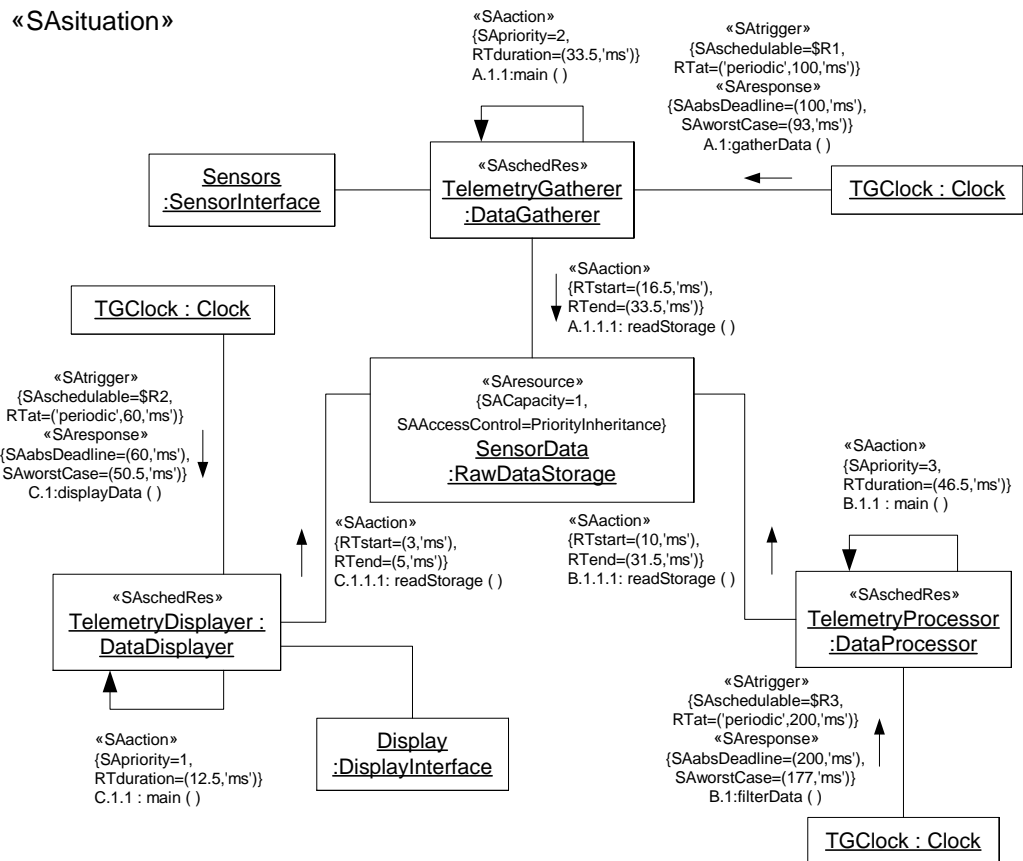 «SAsituation»
«SAaction»
{SApriority=2,
RTduration=(33.5,'ms')}
A.1.1:main ( )
«SAtrigger»
{SAschedulable=$R1,
RTat=('periodic',100,'ms')}
«SAresponse»
{SAabsDeadline=(100,'ms'),
SAworstCase=(93,'ms')}
A.1:gatherData ( )
Sensors
:SensorInterface
«SAschedRes»
TelemetryGatherer
:DataGatherer
TGClock : Clock
«SAaction»
{RTstart=(16.5,'ms'),
RTend=(33.5,'ms')}
A.1.1.1: readStorage ( )
TGClock : Clock
«SAtrigger»
{SAschedulable=$R2,
RTat=('periodic',60,'ms')}
«SAresponse»
{SAabsDeadline=(60,'ms'),
SAworstCase=(50.5,'ms')}
C.1:displayData ( )
«SAresource»
{SACapacity=1,
SAAccessControl=PriorityInheritance}
SensorData
:RawDataStorage
«SAaction»
{SApriority=3,
RTduration=(46.5,'ms')}
B.1.1 : main ( )
«SAaction»
{RTstart=(3,'ms'),
RTend=(5,'ms')}
C.1.1.1: readStorage ( )
«SAaction»
{RTstart=(10,'ms'),
RTend=(31.5,'ms')}
B.1.1.1: readStorage ( )
«SAschedRes»
TelemetryDisplayer :
DataDisplayer
«SAschedRes»
TelemetryProcessor
:DataProcessor
«SAaction»
{SApriority=1,
RTduration=(12.5,'ms')}
C.1.1 : main ( )
Display
:DisplayInterface
«SAtrigger»
{SAschedulable=$R3,
RTat=('periodic',200,'ms')}
«SAresponse»
{SAabsDeadline=(200,'ms'),
SAworstCase=(177,'ms')}
B.1:filterData ( )
TGClock : Clock